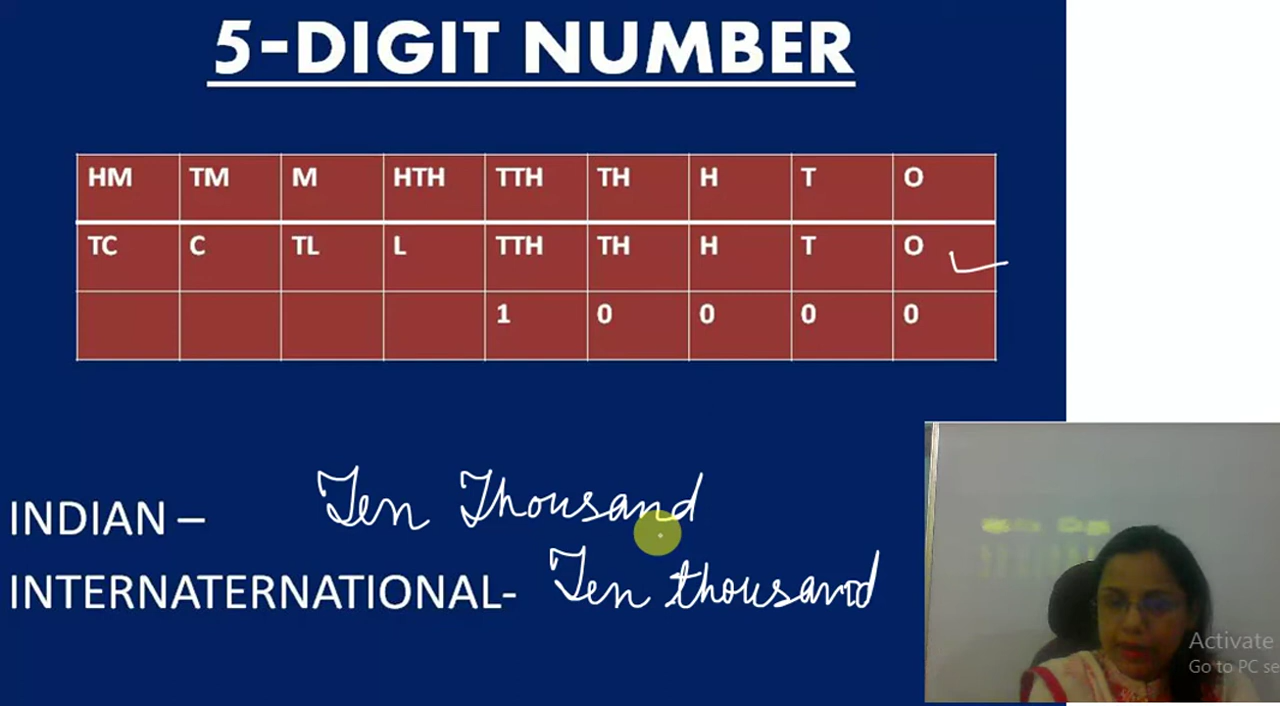 5-DIGIT NUMBER
HM TM M HTH TTH TH H T O
TC C TL L TTH TH H T O
1 0 0 0 0
INDIAN – Ten Thousand
INTERNATERNATIONAL- Ten thousand
Activate
Go to PC se